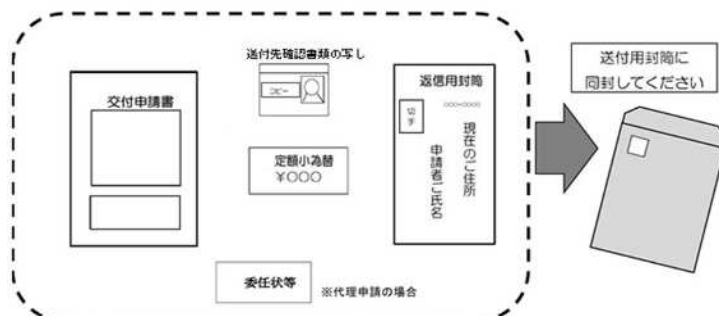 送付先確認書類の写し
コピー
交付申請書
定額小為替
¥○○○
返信用封筒
○○○-○○○○
切手
現在のご住所
申請者ご氏名
委任状等
※代理申請の場合
送付用封筒に
同封してください